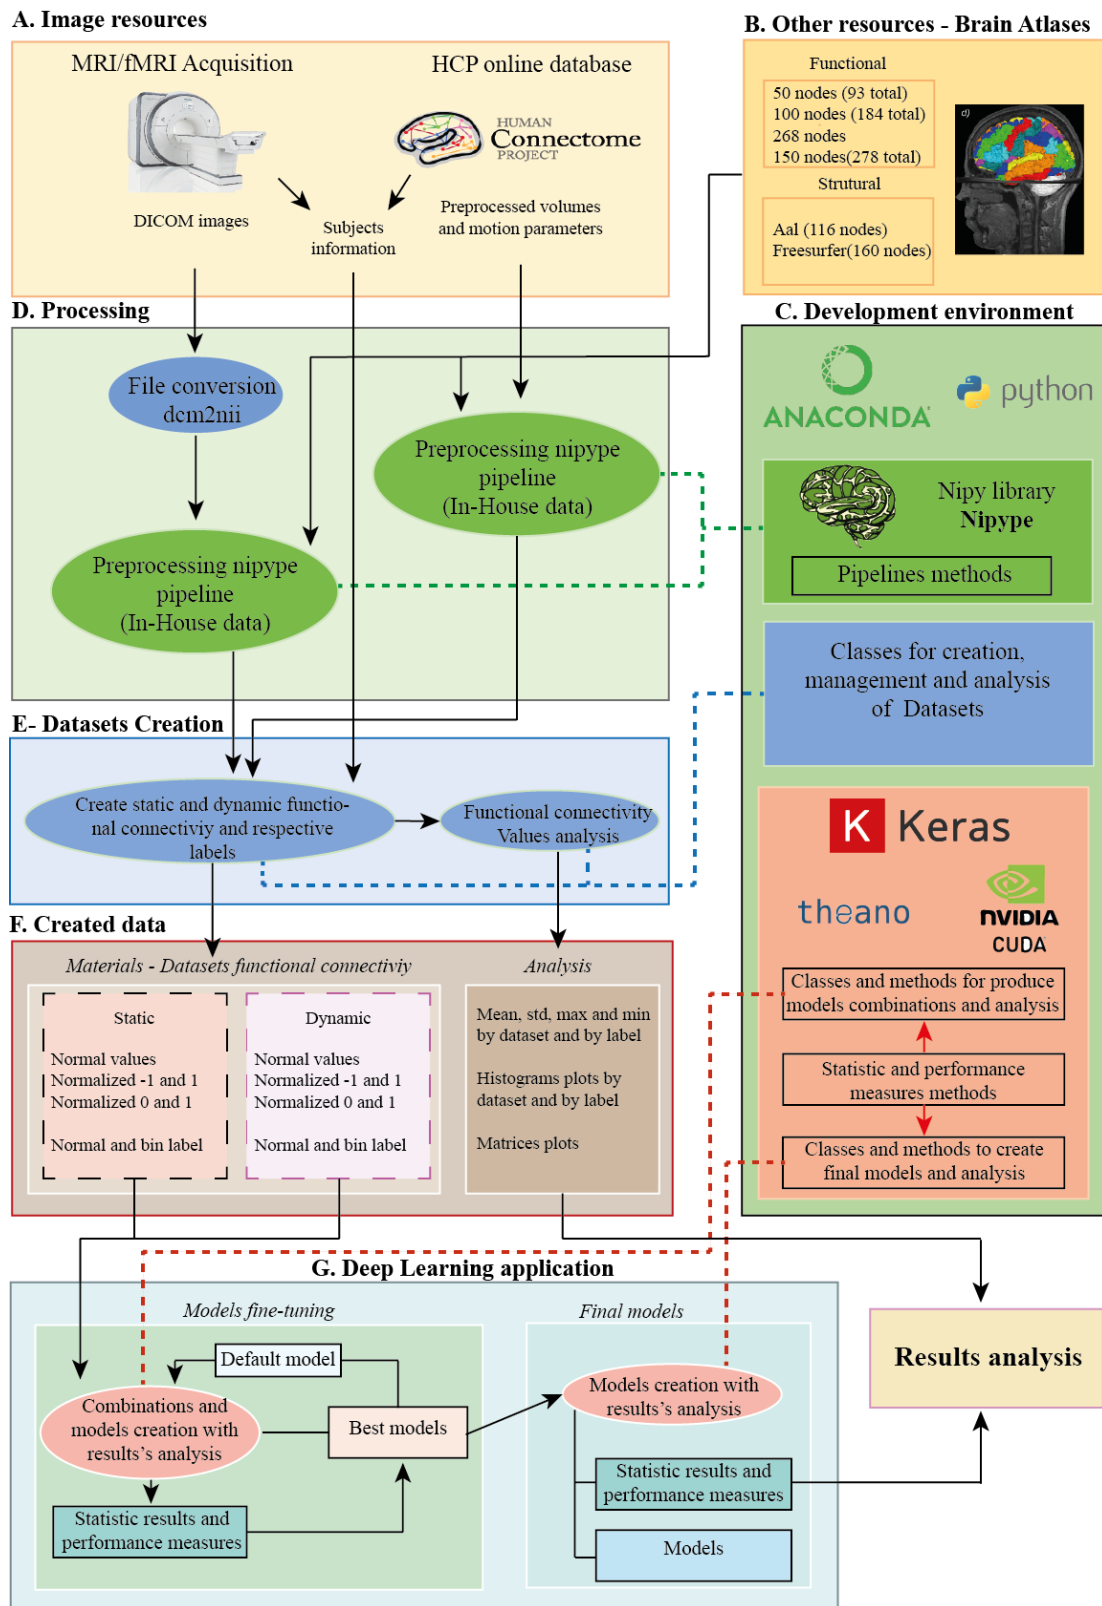 A. Image resources
MRI/fMRI Acquisition
HCP online database
HUMAN
Connectome
PROJECT
DICOM images
Subjects
information
Preprocessed volumes
and motion parameters
B. Other resources - Brain Atlases
Functional
50 nodes (93 total)
100 nodes (184 total)
268 nodes
150 nodes(278 total)
Strutural
Aal (116 nodes)
Freesurfer(160 nodes)
d)
D. Processing
File conversion
dcm2nii
Preprocessing nipype
pipeline
(In-House data)
Preprocessing nipype
pipeline
(In-House data)
C. Development environment
ANACONDA
python
Nipy library
Nipype
Pipelines methods
Classes for creation,
management and analysis
of Datasets
K Keras
theano
NVIDIA
CUDA
Classes and methods for produce
models combinations and analysis
Statistic and performance
measures methods
Classes and methods to create
final models and analysis
E- Datasets Creation
Create static and dynamic functio-
nal connectiviy and respective
labels
Functional connectivity
Values analysis
F. Created data
Materials - Datasets functional connectiviy
Static
Normal values
Normalized -1 and 1
Normalized 0 and 1
Normal and bin label
Dynamic
Normal values
Normalized -1 and 1
Normalized 0 and 1
Normal and bin label
Analysis
Mean, std, max and min
by dataset and by label
Histograms plots by
dataset and by label
Matrices plots
G. Deep Learning application
Models fine-tuning
Default model
Combinations and
models creation with
results's analysis
Best models
Statistic results and
performance measures
Final models
Models creation with
results's analysis
Statistic results and
performance measures
Models
Results analysis